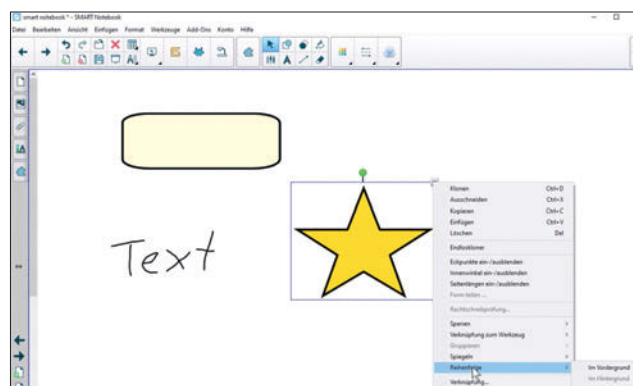 smart notebook * - SMART Notebook
Datei Bearbeiten Ansicht Einfügen Format Werkzeuge Add-Ons Konto Hilfe
Text
Klonen Ctrl+D
Ausschneiden Ctrl+X
Kopieren Ctrl+C
Einfügen Ctrl+V
Löschen Del
Endloskloner
Eckpunkte ein-/ausblenden
Innenwinkel ein-/ausblenden
Seitenlängen ein-/ausblenden
Form teilen ...
Rechtschreibprüfung...
Sperren
Verknüpfung zum Werkzeug
Gruppieren
Spiegeln
Reihenfolge Im Vordergrund
Im Hintergrund
Verknüpfung...